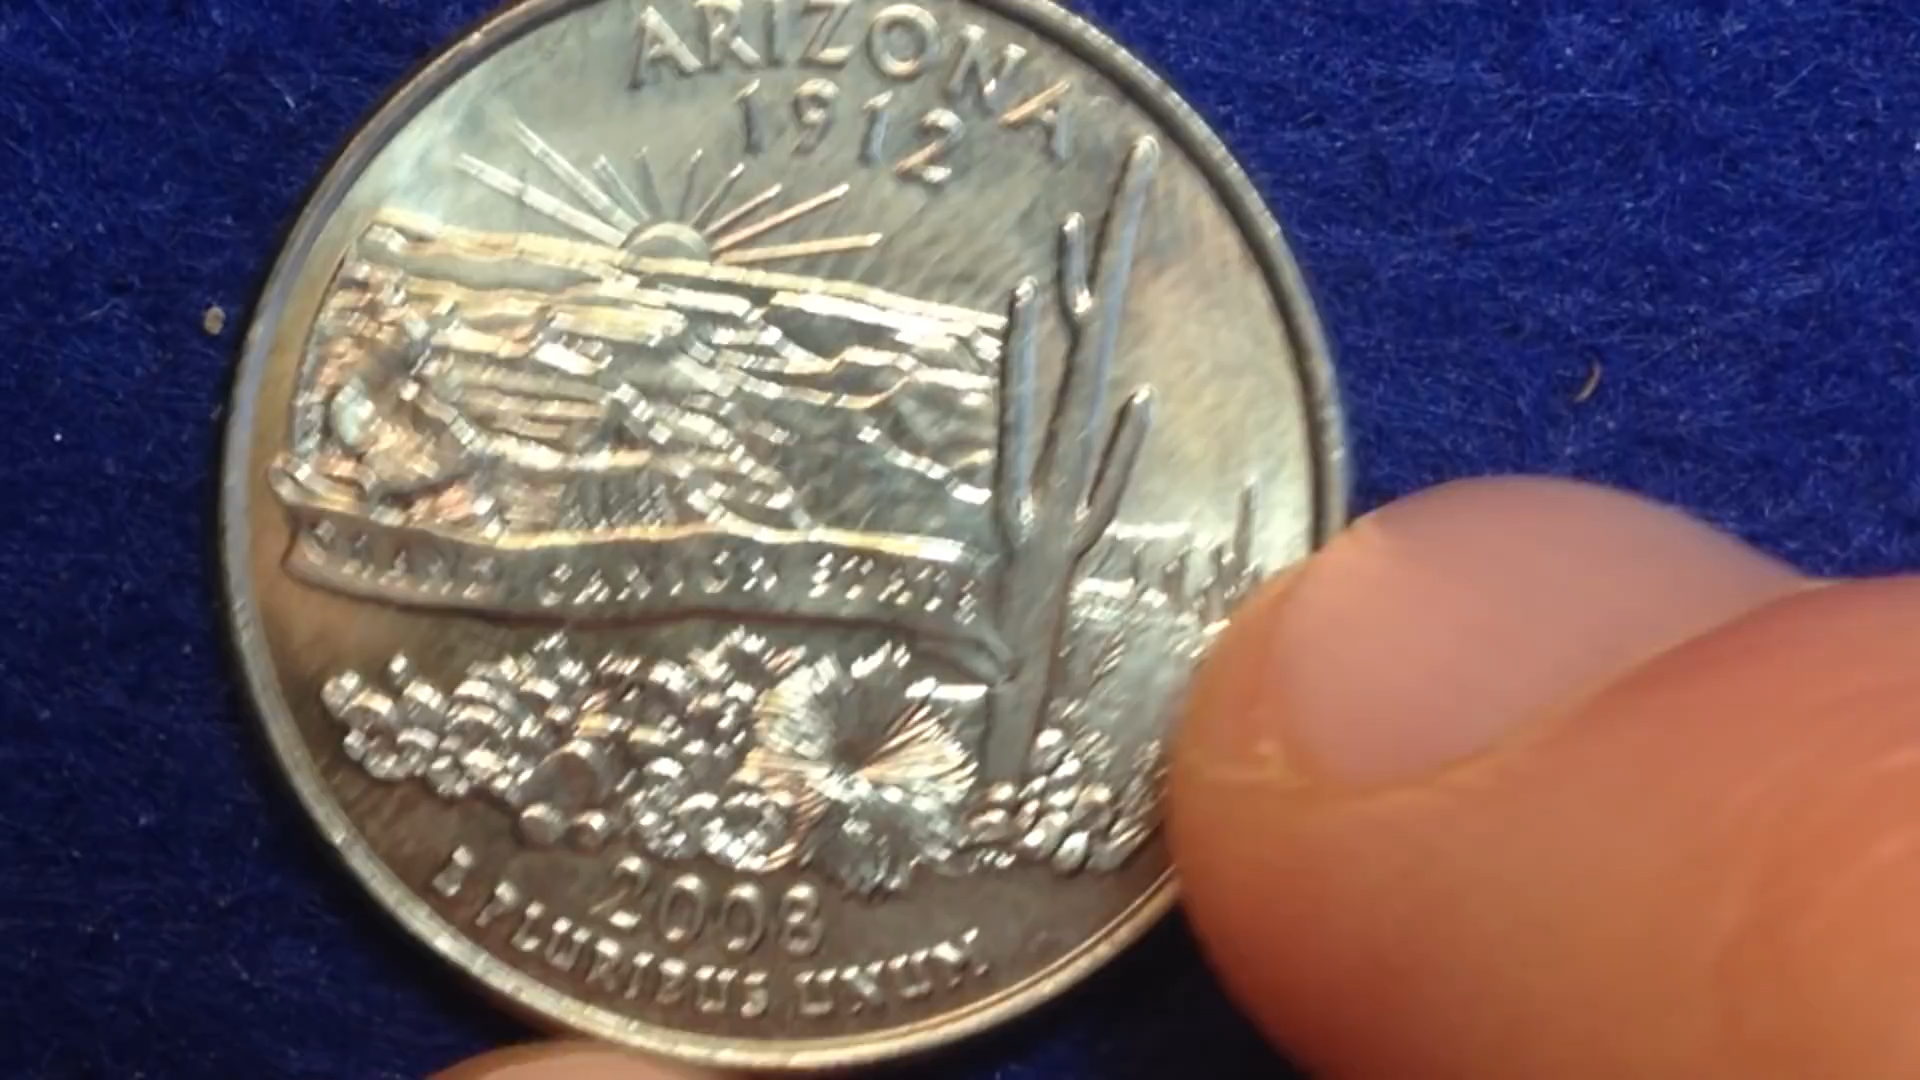 ARIZONA
1912
GRAND CANYON STATE
2008
E PLURIBUS UNUM